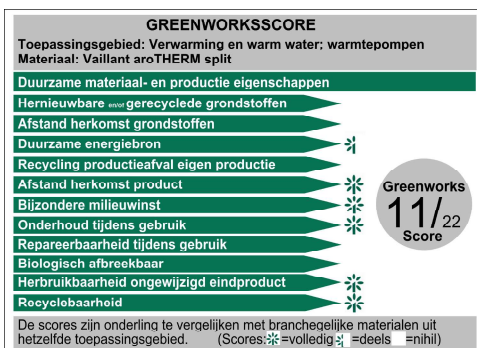 GREENWORKSSCORE
Toepassingsgebied: Verwarming en warm water; warmtepompen
Materiaal: Vaillant aroTHERM split
Duurzame materiaal- en productie eigenschappen
Hernieuwbare en/of gerecyclede grondstoffen
Afstand herkomst grondstoffen
Duurzame energiebron
Recycling productieafval eigen productie
Afstand herkomst product
Bijzondere milieuwinst
Onderhoud tijdens gebruik
Repareerbaarheid tijdens gebruik
Biologisch afbreekbaar
Herbruikbaarheid ongewijzigd eindproduct
Recyclebaarheid
Greenworks
11/22
Score
De scores zijn onderling te vergelijken met branchegelijke materialen uit
hetzelfde toepassingsgebied. (Scores: =volledig =deels =nihil)